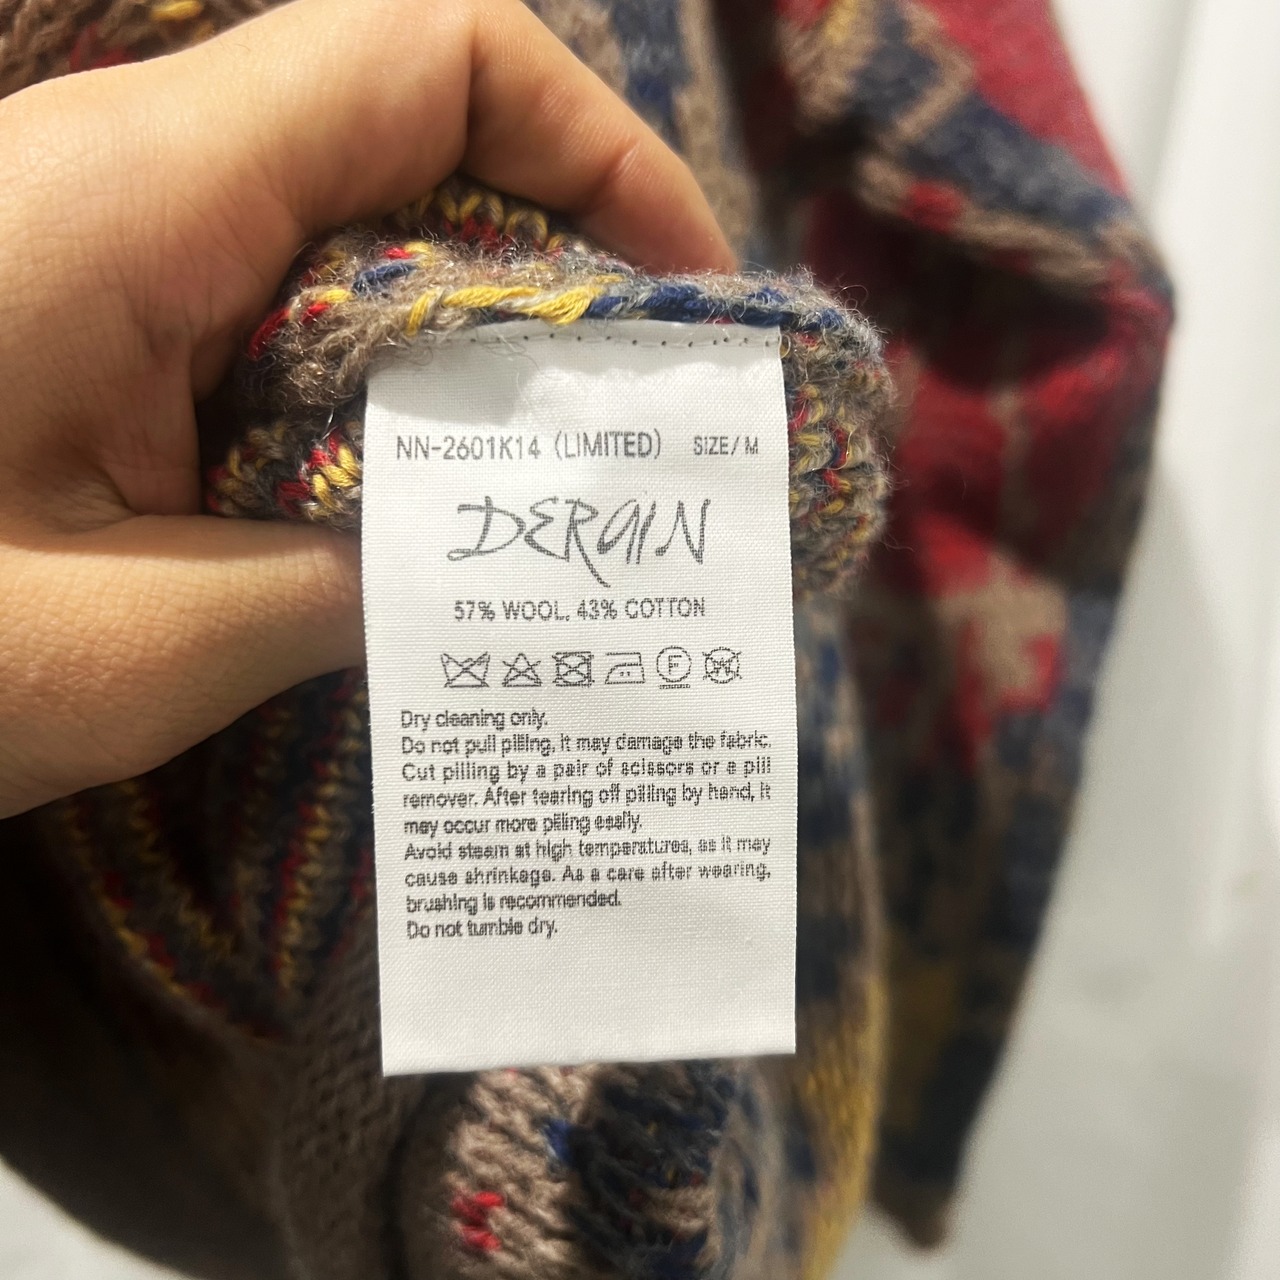 NN-2601K14 (LIMITED) SIZE/ M
DERAIN
57% WOOL, 43% COTTON
F W
Dry cleaning only.
Do not pull pilling, it may damage the fabric.
Cut pilling by a pair of scissors or a pill
remover. After tearing off pilling by hand, it
may occur more pilling easily.
Avoid steam at high temperatures, as it may
cause shrinkage. As a care after wearing,
brushing is recommended.
Do not tumble dry.